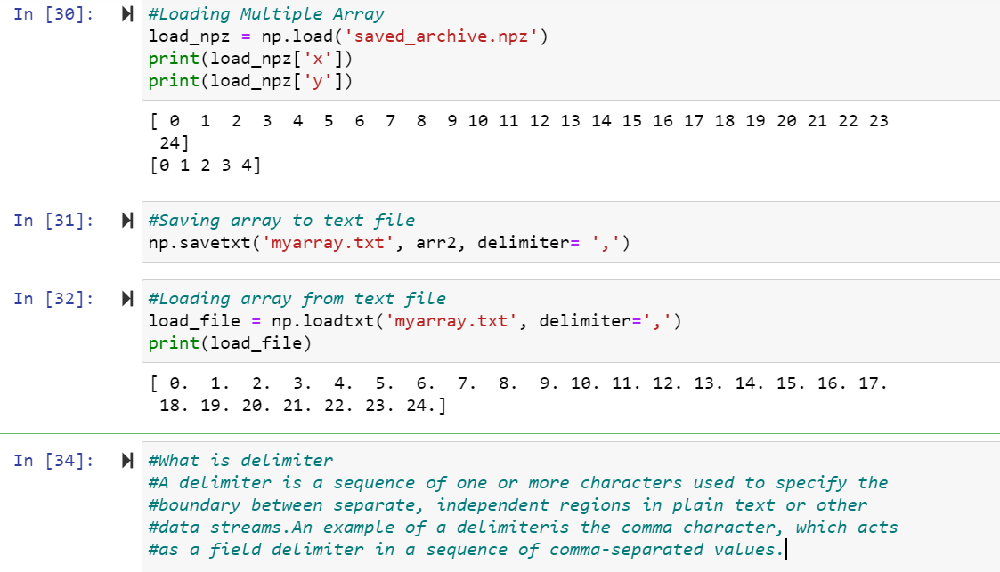 In [30]: #Loading Multiple Array
load_npz = np.load('saved_archive.npz')
print(load_npz['x'])
print(load_npz['y'])
[ 0  1  2  3  4  5  6  7  8  9 10 11 12 13 14 15 16 17 18 19 20 21 22 23
 24]
[0 1 2 3 4]
In [31]: #Saving array to text file
np.savetxt('myarray.txt', arr2, delimiter= ',')
In [32]: #Loading array from text file
load_file = np.loadtxt('myarray.txt', delimiter=',')
print(load_file)
[ 0.  1.  2.  3.  4.  5.  6.  7.  8.  9. 10. 11. 12. 13. 14. 15. 16. 17.
 18. 19. 20. 21. 22. 23. 24.]
In [34]: #What is delimiter
#A delimiter is a sequence of one or more characters used to specify the
#boundary between separate, independent regions in plain text or other
#data streams.An example of a delimiteris the comma character, which acts
#as a field delimiter in a sequence of comma-separated values.